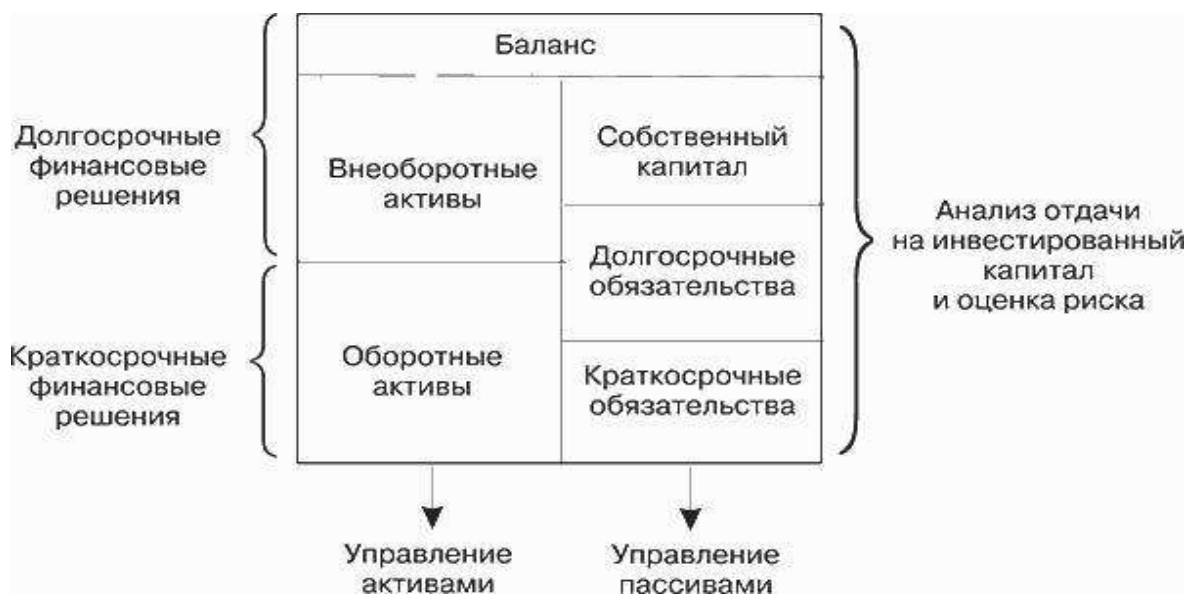 Баланс
Долгосрочные
финансовые
решения
Внеоборотные
активы
Собственный
капитал
Долгосрочные
обязательства
Анализ отдачи
на инвестированный
капитал
и оценка риска
Краткосрочные
финансовые
решения
Оборотные
активы
Краткосрочные
обязательства
Управление
активами
Управление
пассивами